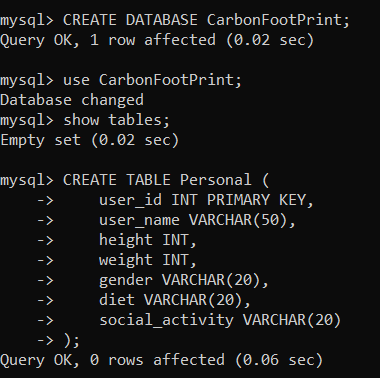 mysql> CREATE DATABASE CarbonFootPrint;
Query OK, 1 row affected (0.02 sec)
mysql> use CarbonFootPrint;
Database changed
mysql> show tables;
Empty set (0.02 sec)
mysql> CREATE TABLE Personal (
    ->     user_id INT PRIMARY KEY,
    ->     user_name VARCHAR(50),
    ->     height INT,
    ->     weight INT,
    ->     gender VARCHAR(20),
    ->     diet VARCHAR(20),
    ->     social_activity VARCHAR(20)
    -> );
Query OK, 0 rows affected (0.06 sec)